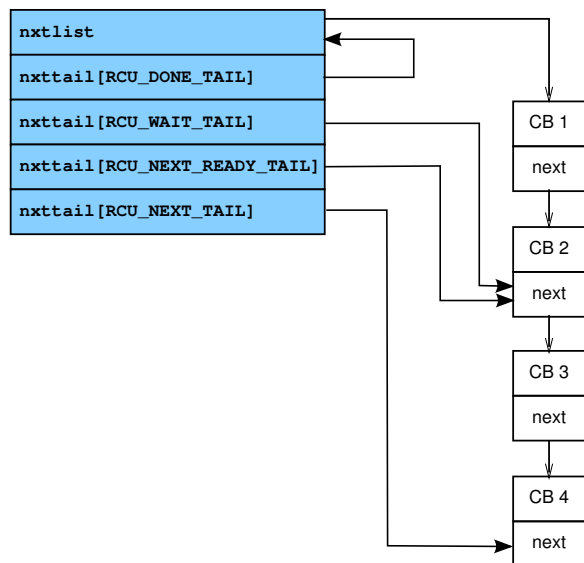 nxtlist
nxttail[RCU_DONE_TAIL]
nxttail[RCU_WAIT_TAIL]
nxttail[RCU_NEXT_READY_TAIL]
nxttail[RCU_NEXT_TAIL]
CB 1
next
CB 2
next
CB 3
next
CB 4
next